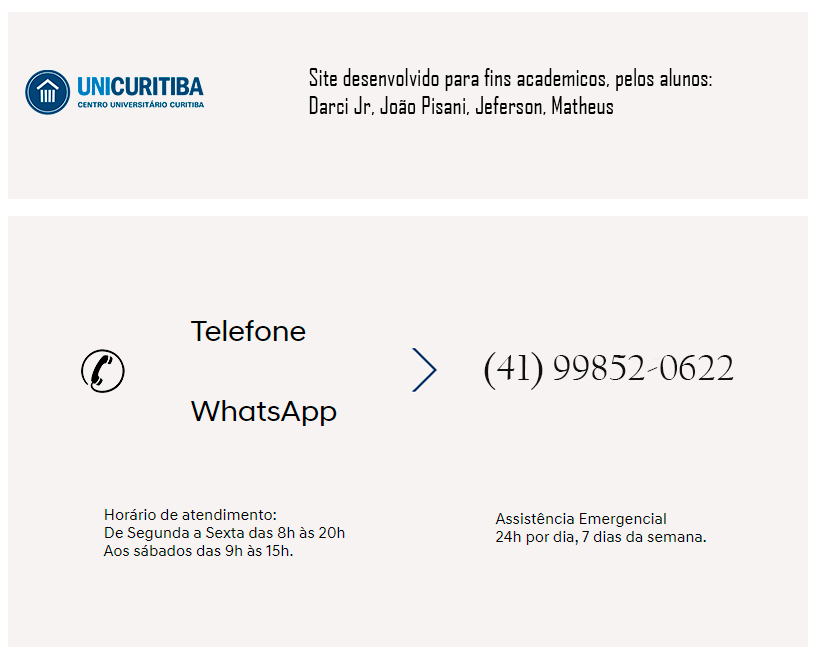 UNICURITIBA
CENTRO UNIVERSITÁRIO CURITIBA
Site desenvolvido para fins academicos, pelos alunos:
Darci Jr, João Pisani, Jeferson, Matheus
Telefone
WhatsApp
(41) 99852-0622
Horário de atendimento:
De Segunda a Sexta das 8h às 20h
Aos sábados das 9h às 15h.
Assistência Emergencial
24h por dia, 7 dias da semana.